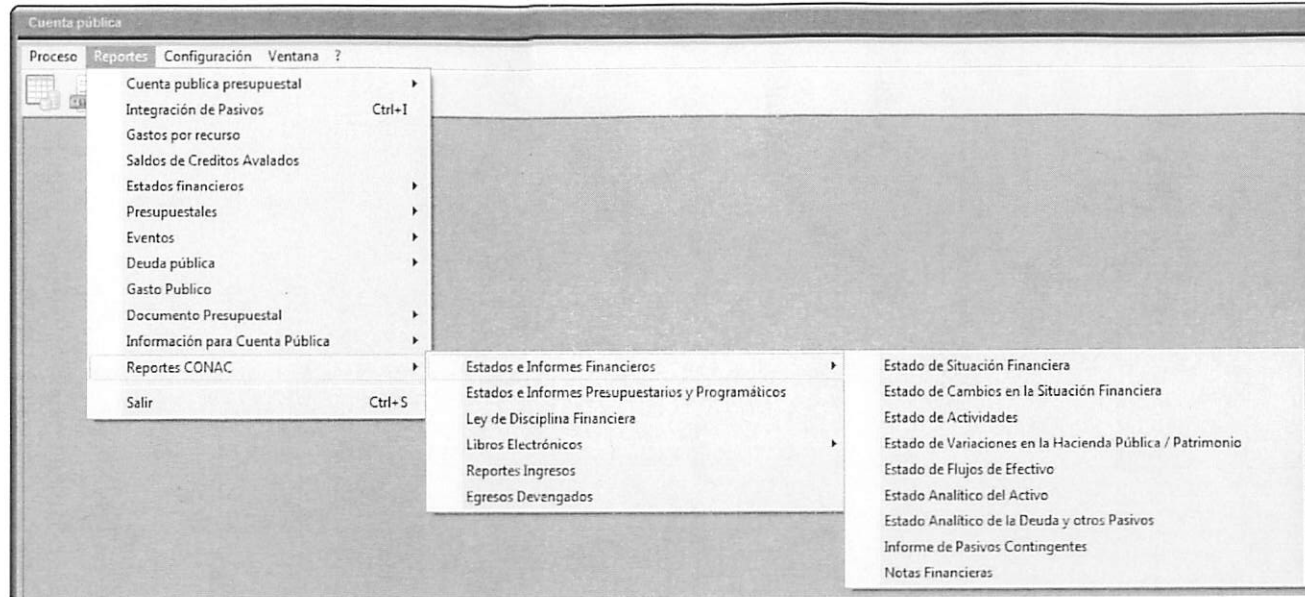 Cuenta pública
Proceso Reportes Configuración Ventana ?
Cuenta publica presupuestal
Integración de Pasivos Ctrl+I
Gastos por recurso
Saldos de Creditos Avalados
Estados financieros
Presupuestales
Eventos
Deuda pública
Gasto Publico
Documento Presupuestal
Información para Cuenta Pública
Reportes CONAC
Salir Ctrl+S
Estados e Informes Financieros
Estados e Informes Presupuestarios y Programáticos
Ley de Disciplina Financiera
Libros Electrónicos
Reportes Ingresos
Egresos Devengados
Estado de Situación Financiera
Estado de Cambios en la Situación Financiera
Estado de Actividades
Estado de Variaciones en la Hacienda Pública / Patrimonio
Estado de Flujos de Efectivo
Estado Analítico del Activo
Estado Analítico de la Deuda y otros Pasivos
Informe de Pasivos Contingentes
Notas Financieras